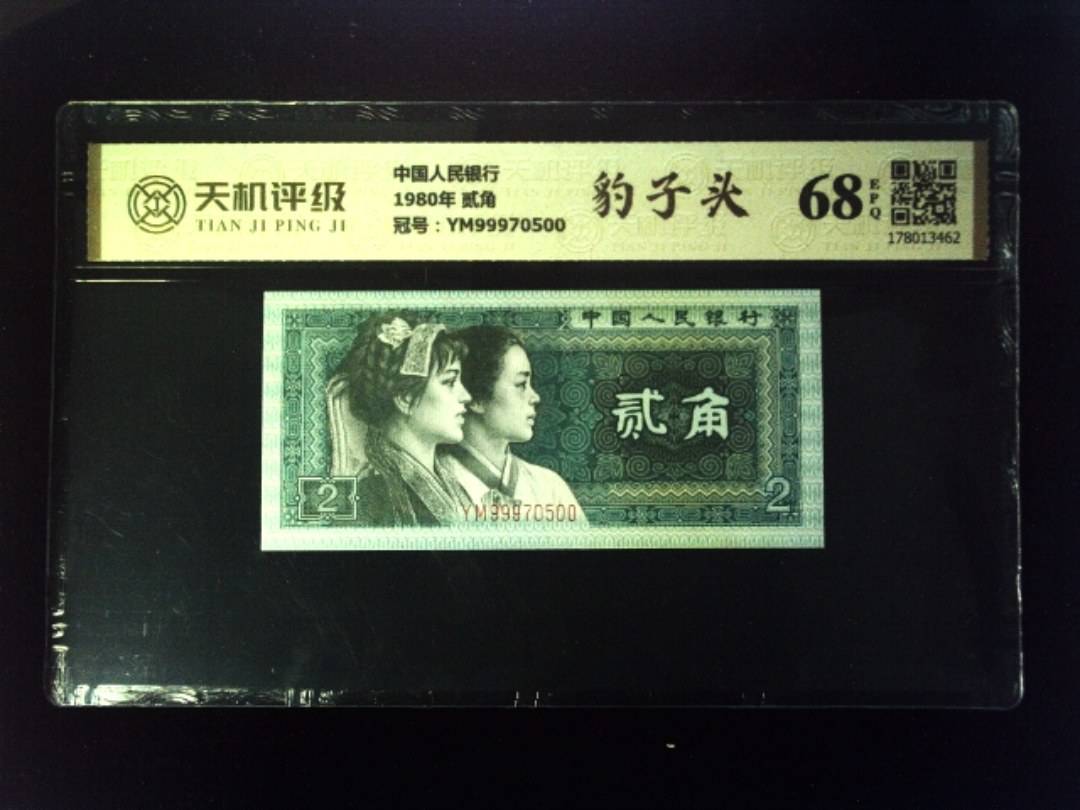 天机评级
TIAN JI PING JI
中国人民银行
1980年 贰角
冠号：YM99970500
豹子头
68
EPQ
178013462
中国人民银行
贰角
2
YM99970500
2